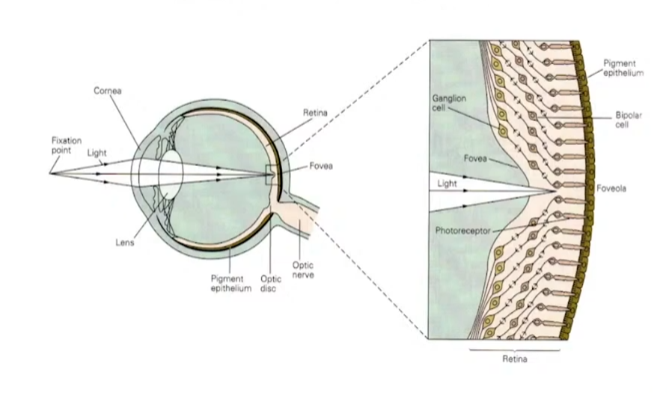 Cornea
Fixation
point
Light
Lens
Retina
Fovea
Pigment
epithelium
Optic
disc
Optic
nerve
Ganglion
cell
Fovea
Light
Photoreceptor
Pigment
epithelium
Bipolar
cell
Foveola
Retina